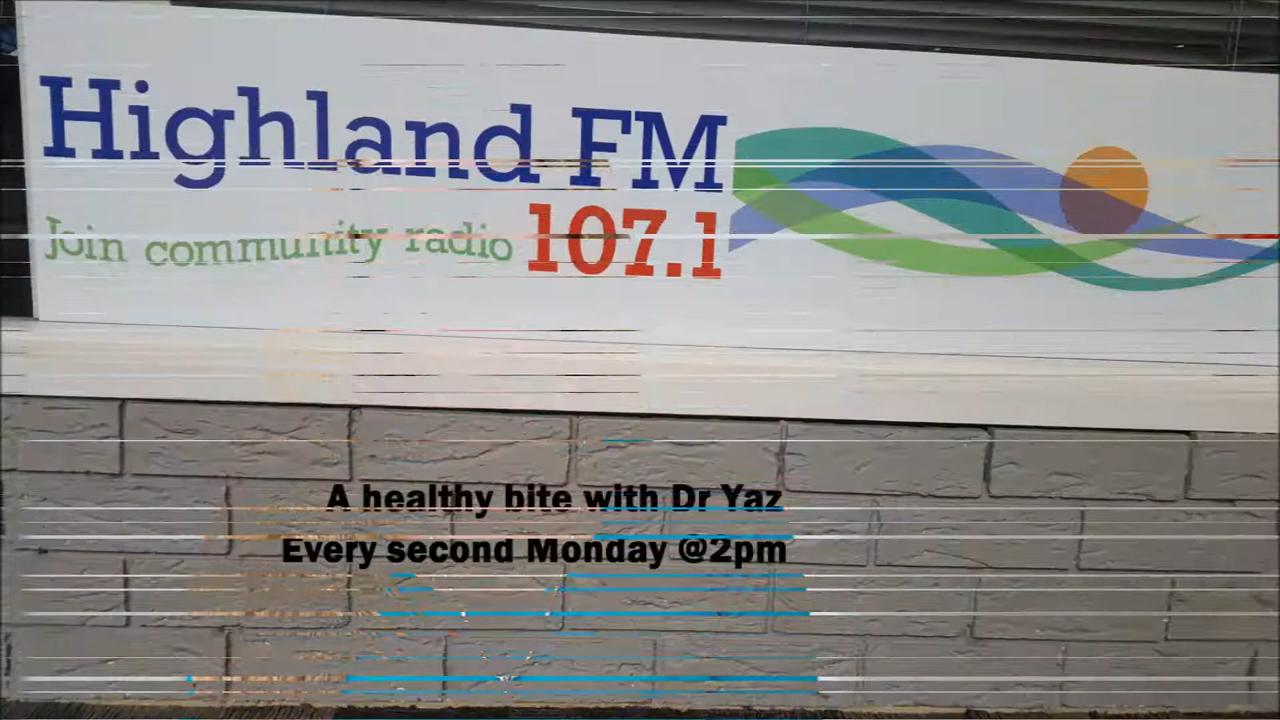 Highland FM
Join community radio 107.1
A healthy bite with Dr Yaz
Every second Monday @2pm